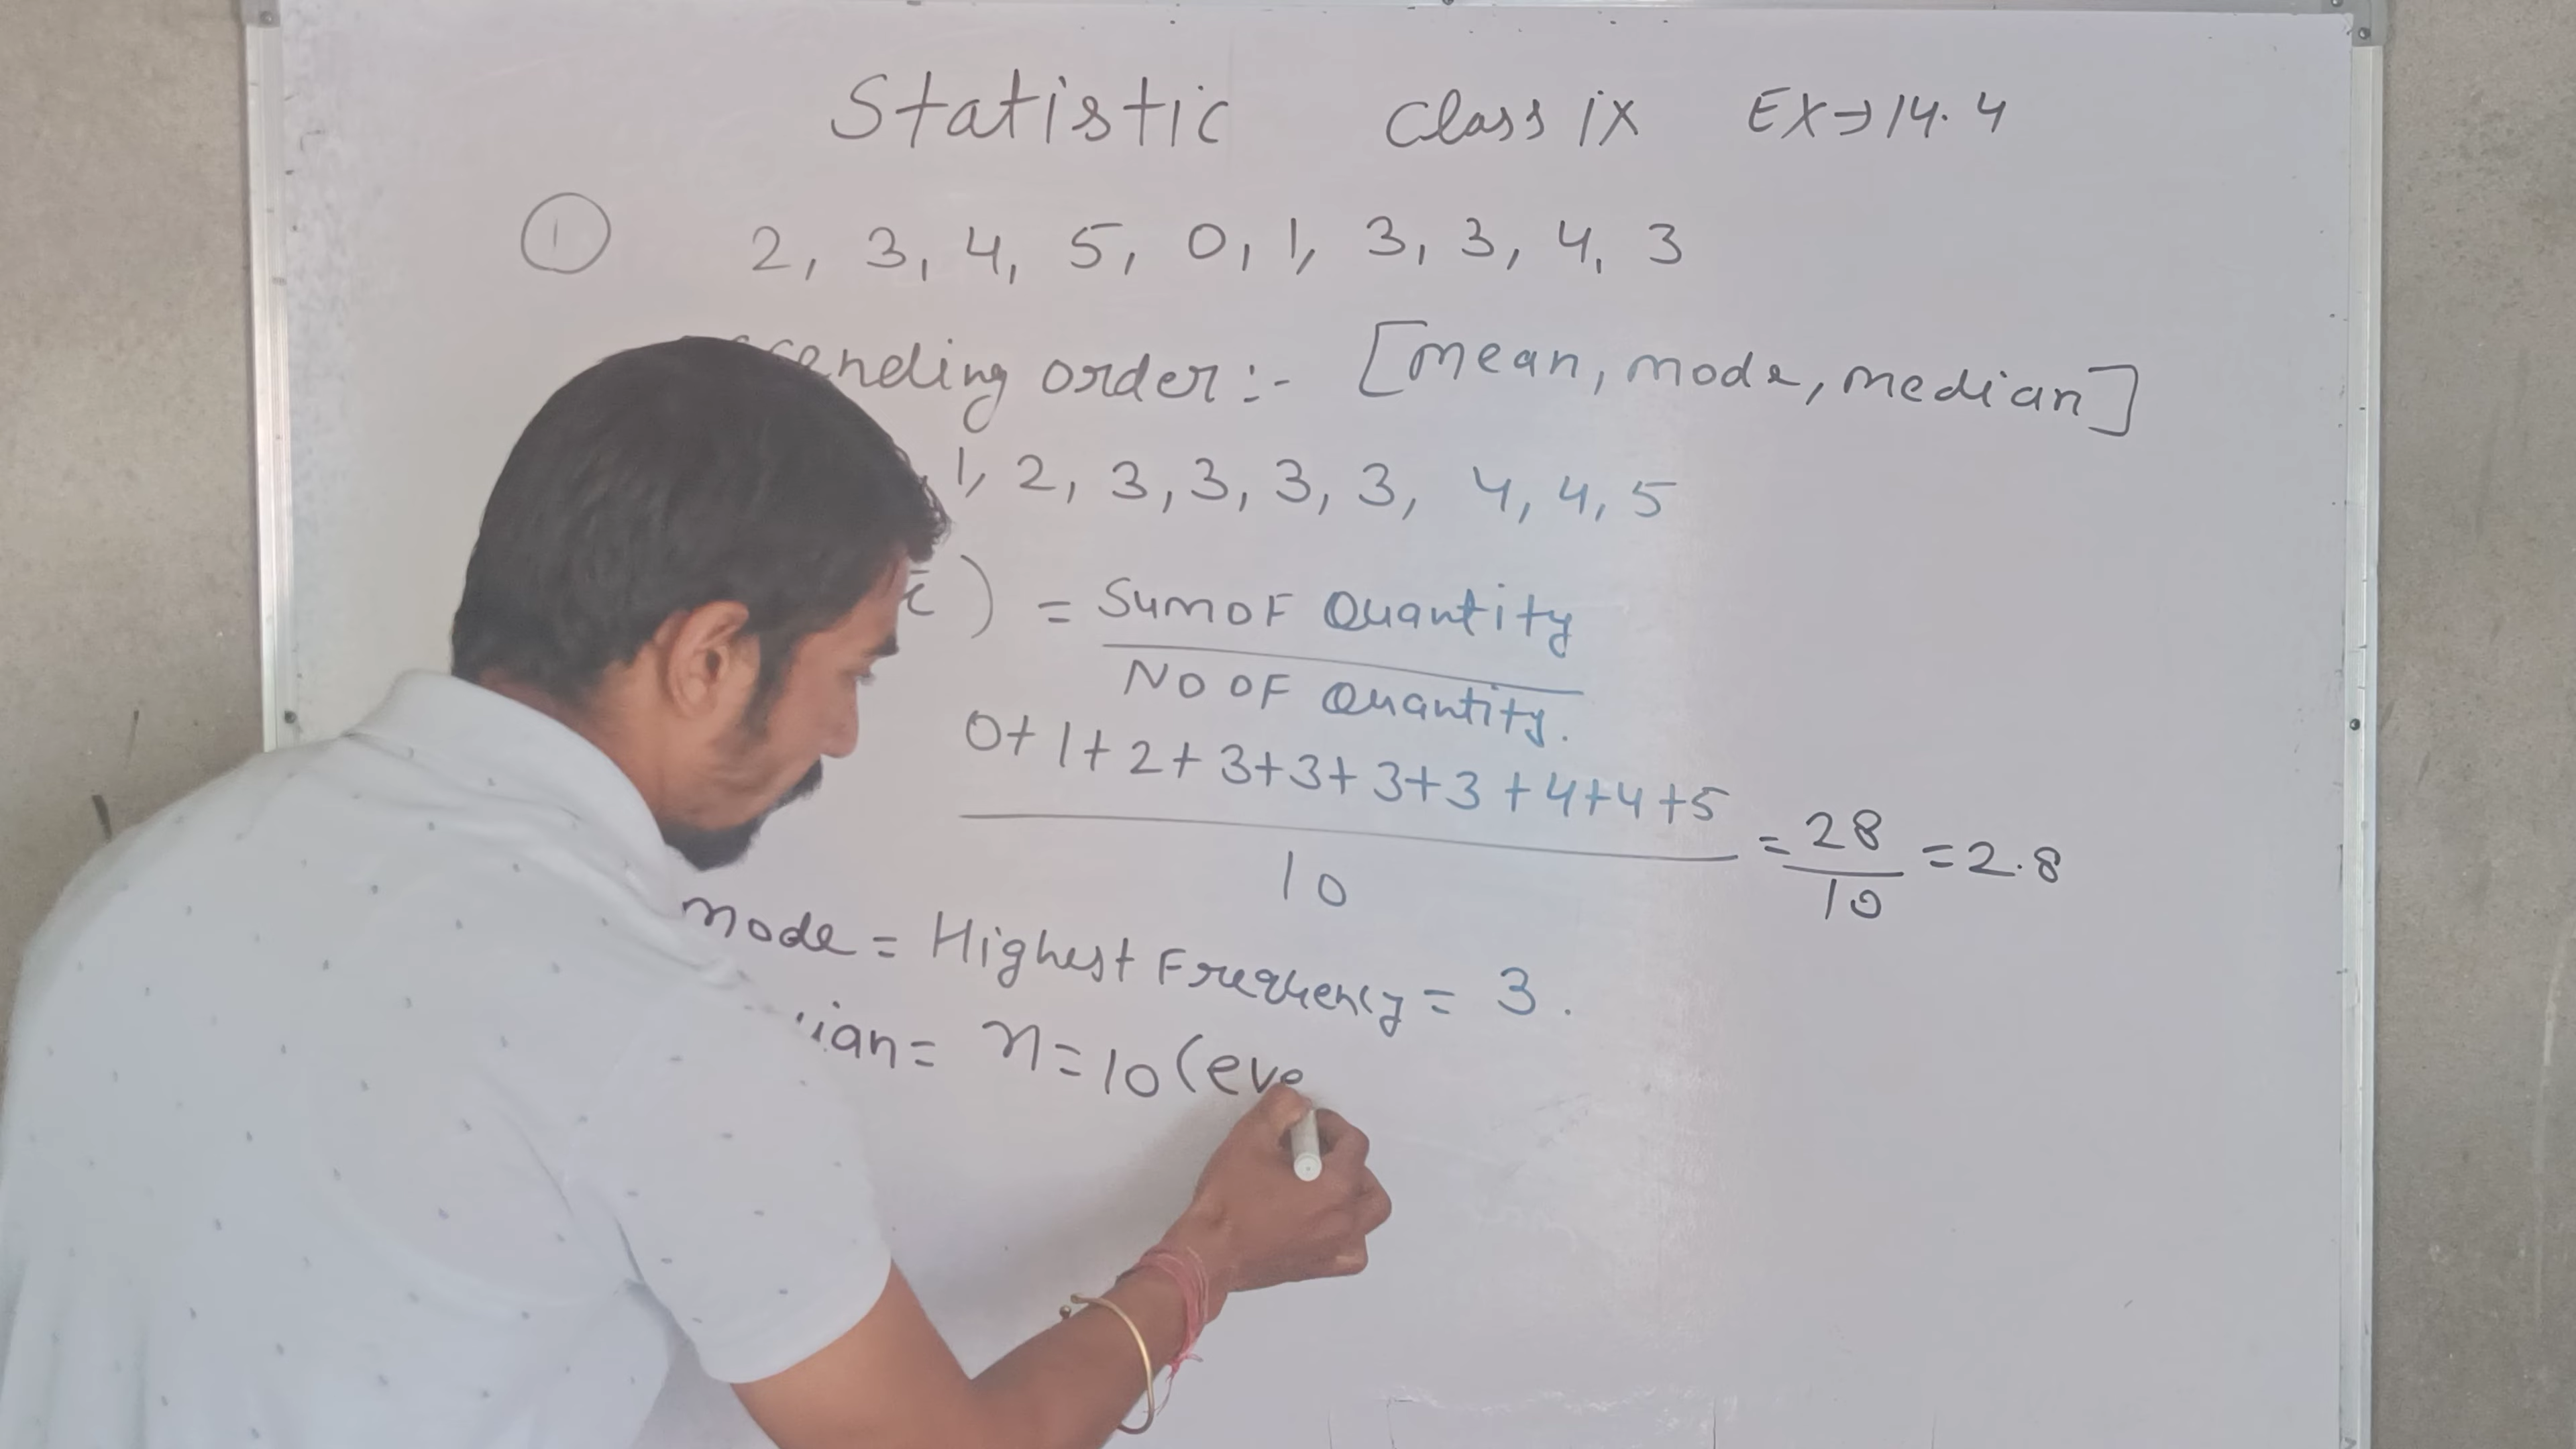 Statistic Class IX EX→14.4
① 2, 3, 4, 5, 0, 1, 3, 3, 4, 3
order:- [mean, mode, median]
1, 2, 3, 3, 3, 3, 4, 4, 5
) = Sum OF Quantity
NO OF Quantity.
0+1+2+3+3+3+3+4+4+5
= 28 = 2.8
10 10
mode = Highest Frequency = 3.
= n=10 (eve